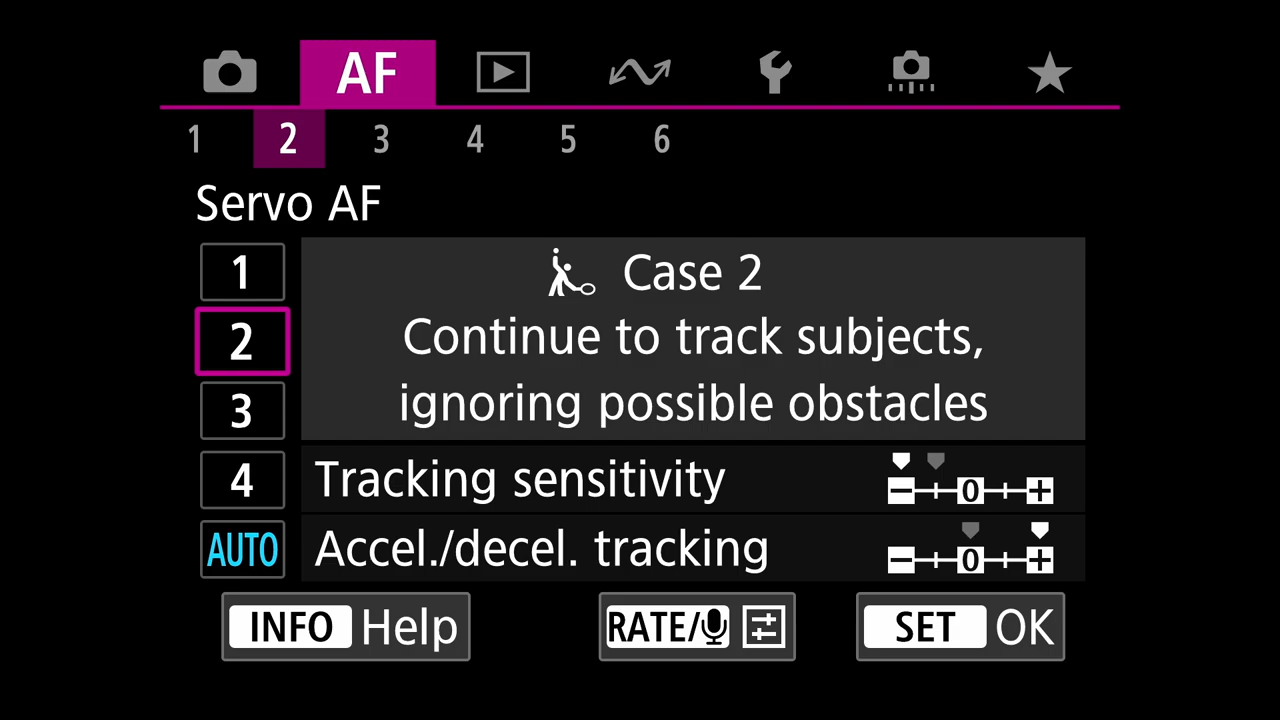 AF
1 2 3 4 5 6
Servo AF
1
Case 2
2
Continue to track subjects,
ignoring possible obstacles
3
4
Tracking sensitivity
− 0 +
AUTO
Accel./decel. tracking
− 0 +
INFO Help
RATE/
SET OK